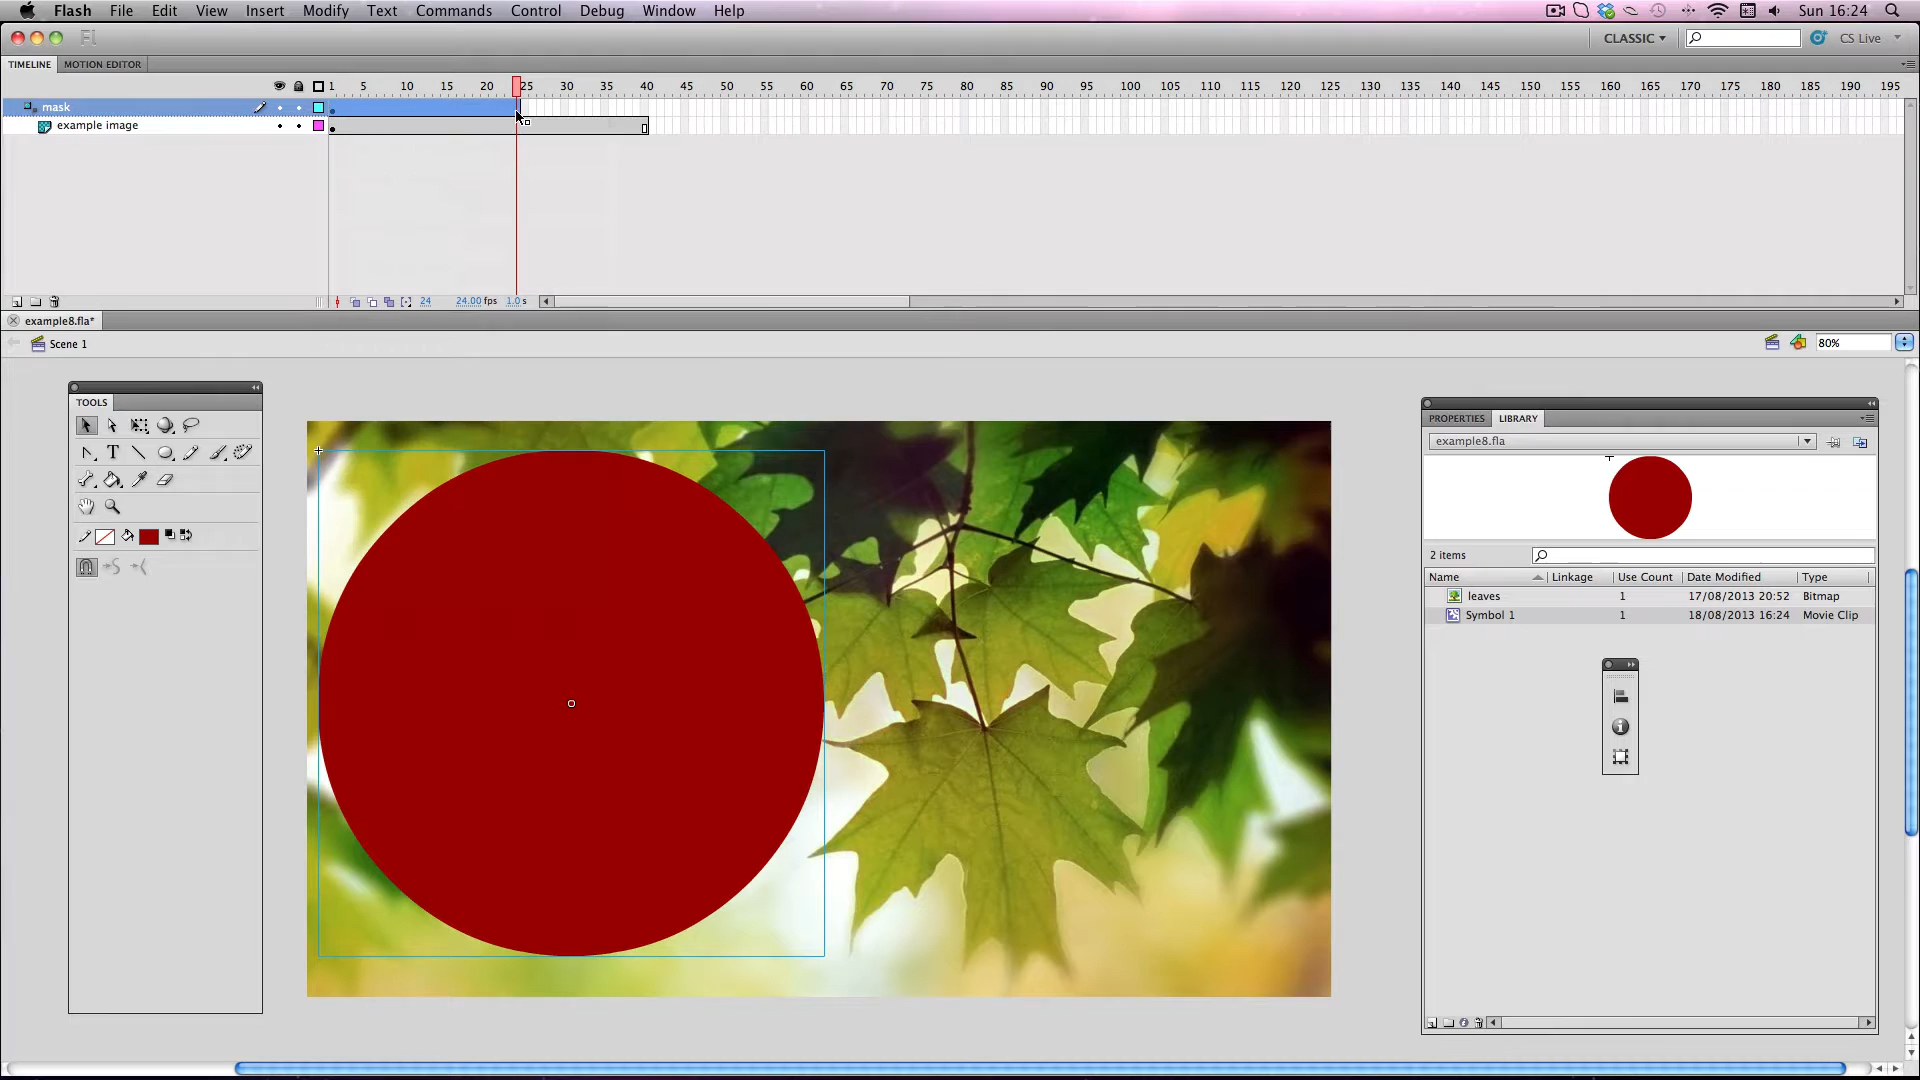 Flash File Edit View Insert Modify Text Commands Control Debug Window Help Sun 16:24
Fl CLASSIC CS Live
TIMELINE MOTION EDITOR
1 5 10 15 20 25 30 35 40 45 50 55 60 65 70 75 80 85 90 95 100 105 110 115 120 125 130 135 140 145 150 155 160 165 170 175 180 185 190 195
mask
example image
24 24.00 fps 1.0 s
example8.fla*
Scene 1 80%
TOOLS
T
PROPERTIES LIBRARY
example8.fla
2 items
Name Linkage Use Count Date Modified Type
leaves 1 17/08/2013 20:52 Bitmap
Symbol 1 1 18/08/2013 16:24 Movie Clip